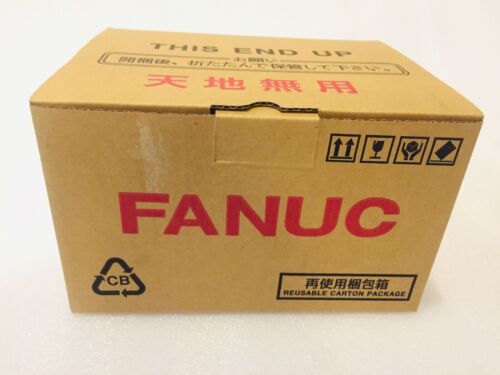 THIS END UP
お願い
開梱後、折たたんで保管して下さい。
天地無用
FANUC
CB
再使用梱包箱
REUSABLE CARTON PACKAGE